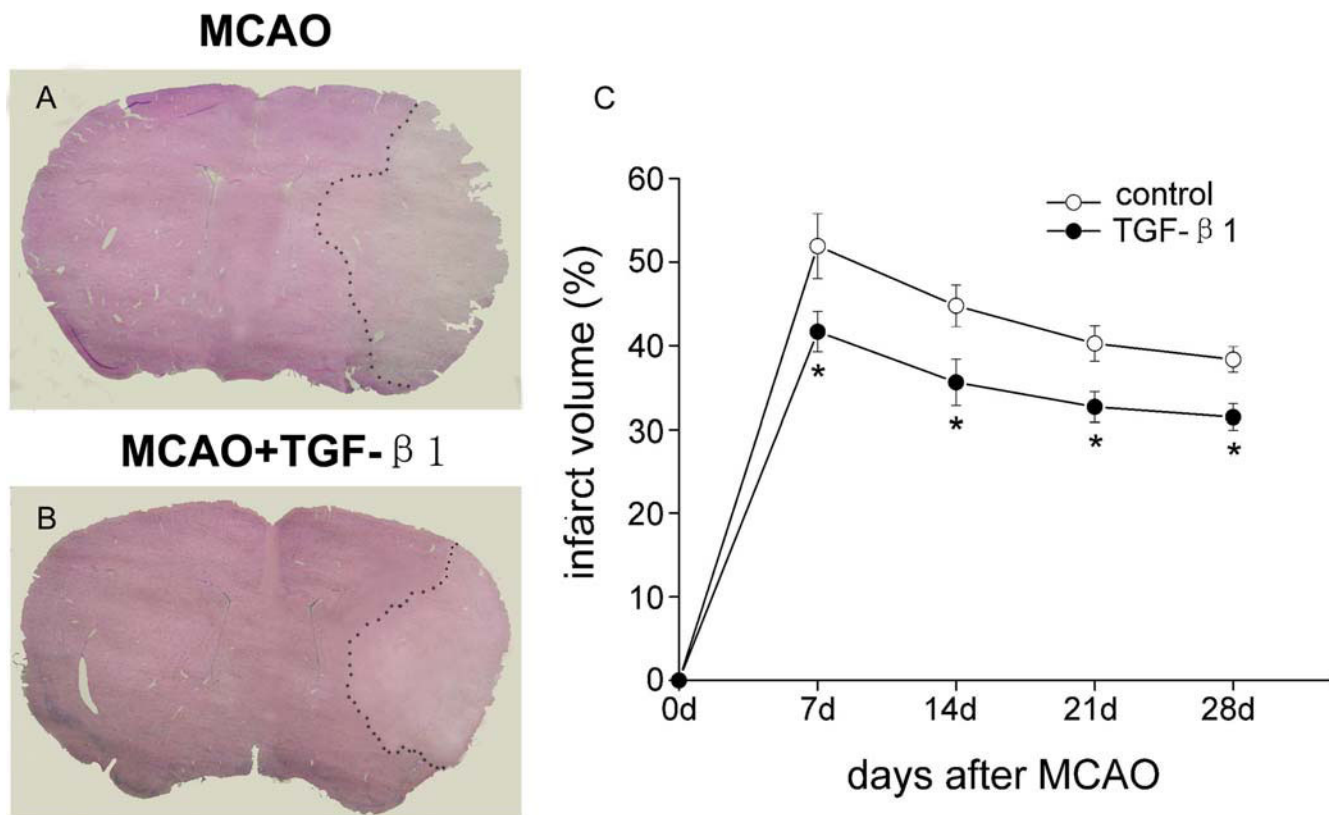 MCAO
A
MCAO+TGF-β1
B
C
infarct volume (%)
60
50
40
30
20
10
0
control
TGF-β1
*
*
*
*
0d 7d 14d 21d 28d
days after MCAO